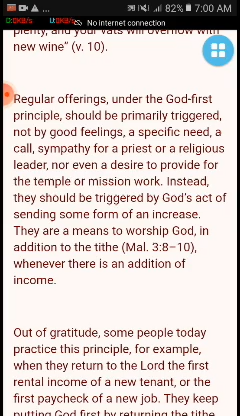 82% 7:00 AM
O:0KB/s U:0KB/s No internet connection
plenty, and your vats will overflow with
new wine” (v. 10).
Regular offerings, under the God-first
principle, should be primarily triggered,
not by good feelings, a specific need, a
call, sympathy for a priest or a religious
leader, nor even a desire to provide for
the temple or mission work. Instead,
they should be triggered by God’s act of
sending some form of an increase.
They are a means to worship God, in
addition to the tithe (Mal. 3:8–10),
whenever there is an addition of
income.
Out of gratitude, some people today
practice this principle, for example,
when they return to the Lord the first
rental income of a new tenant, or the
first paycheck of a new job. They keep
putting God first by returning the tithe